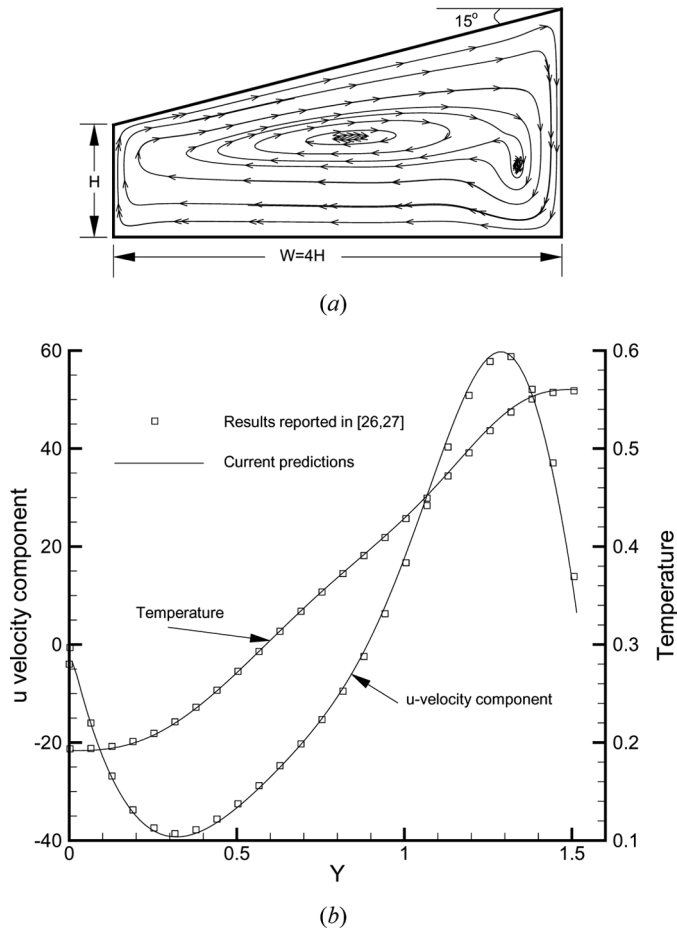 15°
H
W=4H
(a)
60
40
20
0
-20
-40
u velocity component
Results reported in [26,27]
Current predictions
Temperature
u-velocity component
0.6
0.5
0.4
0.3
0.2
0.1
Temperature
0
0.5
1
1.5
Y
(b)